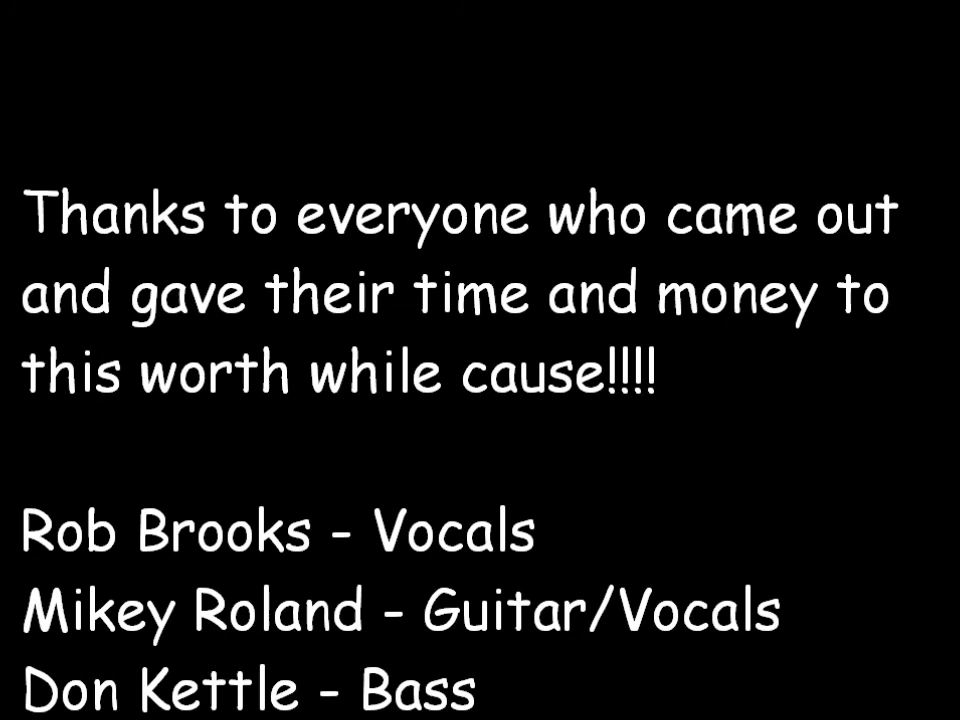 Thanks to everyone who came out
and gave their time and money to
this worth while cause!!!!
Rob Brooks - Vocals
Mikey Roland - Guitar/Vocals
Don Kettle - Bass